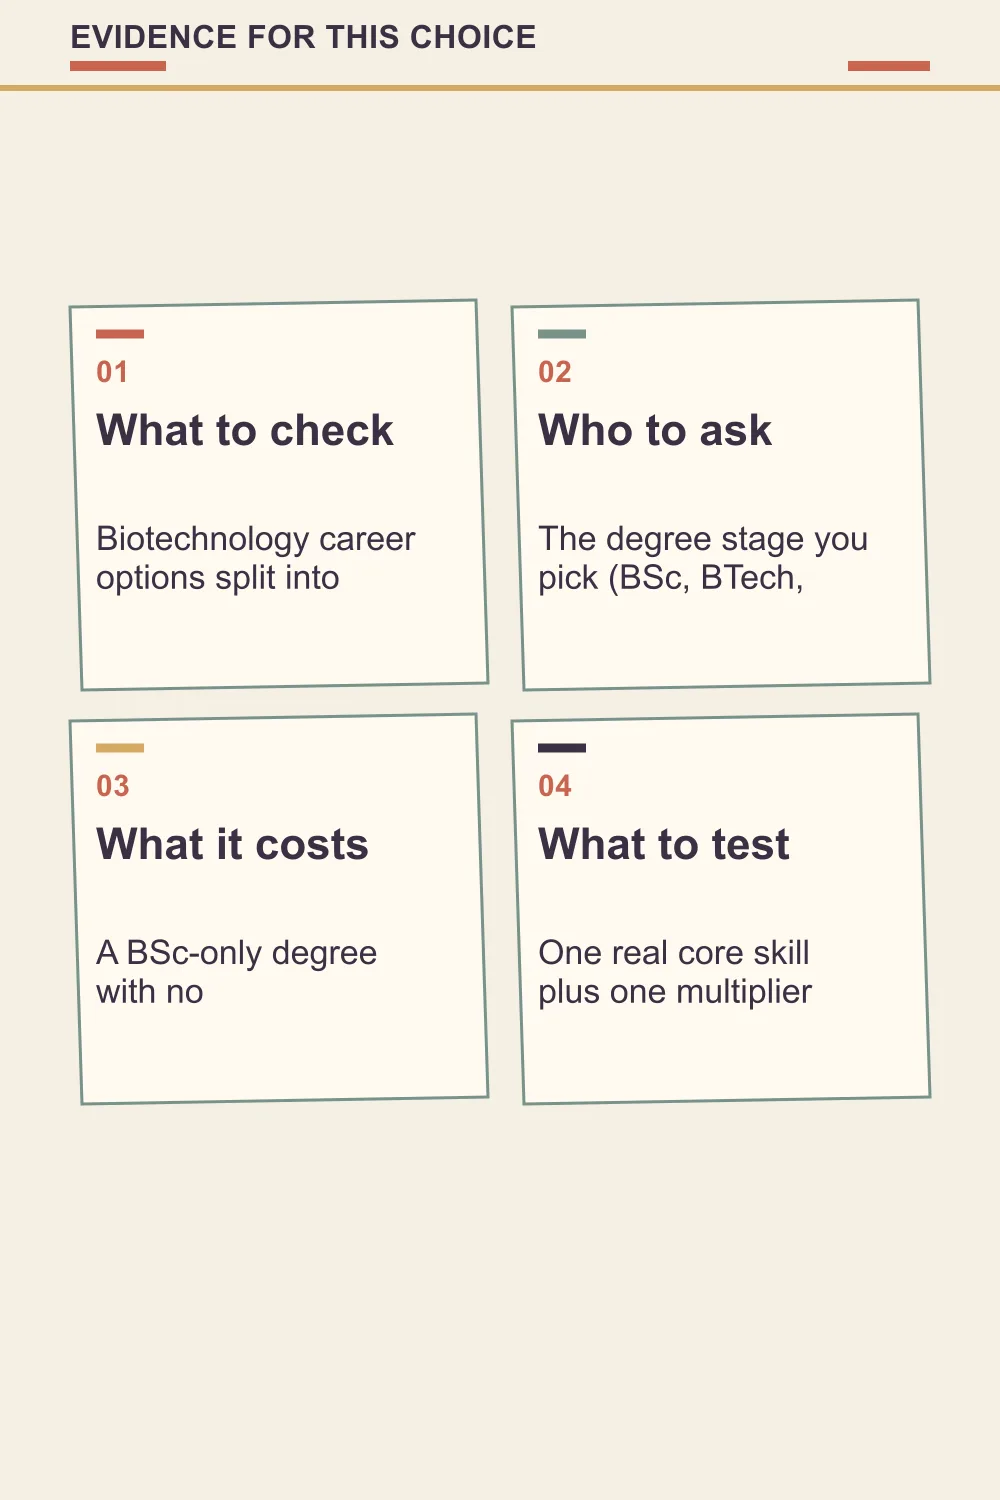 EVIDENCE FOR THIS CHOICE
01
What to check
Biotechnology career
options split into
02
Who to ask
The degree stage you
pick (BSc, BTech,
03
What it costs
A BSc-only degree
with no
04
What to test
One real core skill
plus one multiplier